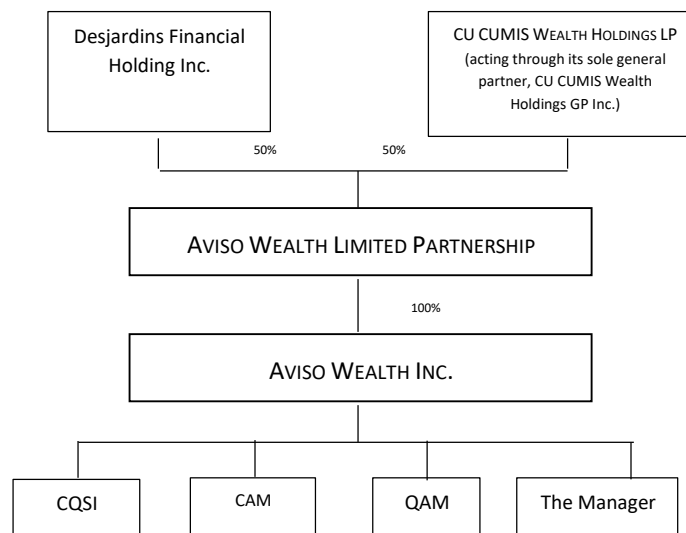 Desjardins Financial
Holding Inc.
CU CUMIS WEALTH HOLDINGS LP
(acting through its sole general
partner, CU CUMIS Wealth
Holdings GP Inc.)
50%
50%
AVISO WEALTH LIMITED PARTNERSHIP
100%
AVISO WEALTH INC.
CQSI
CAM
QAM
The Manager